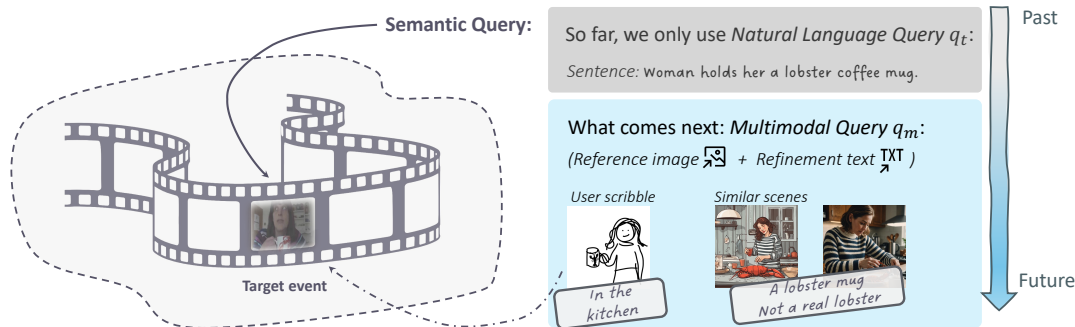 Semantic Query:
Target event
So far, we only use Natural Language Query qt:
Sentence: Woman holds her a lobster coffee mug.
What comes next: Multimodal Query qm:
(Reference image + Refinement text TXT )
User scribble
Similar scenes
In the
kitchen
A lobster mug
Not a real lobster
Past
Future